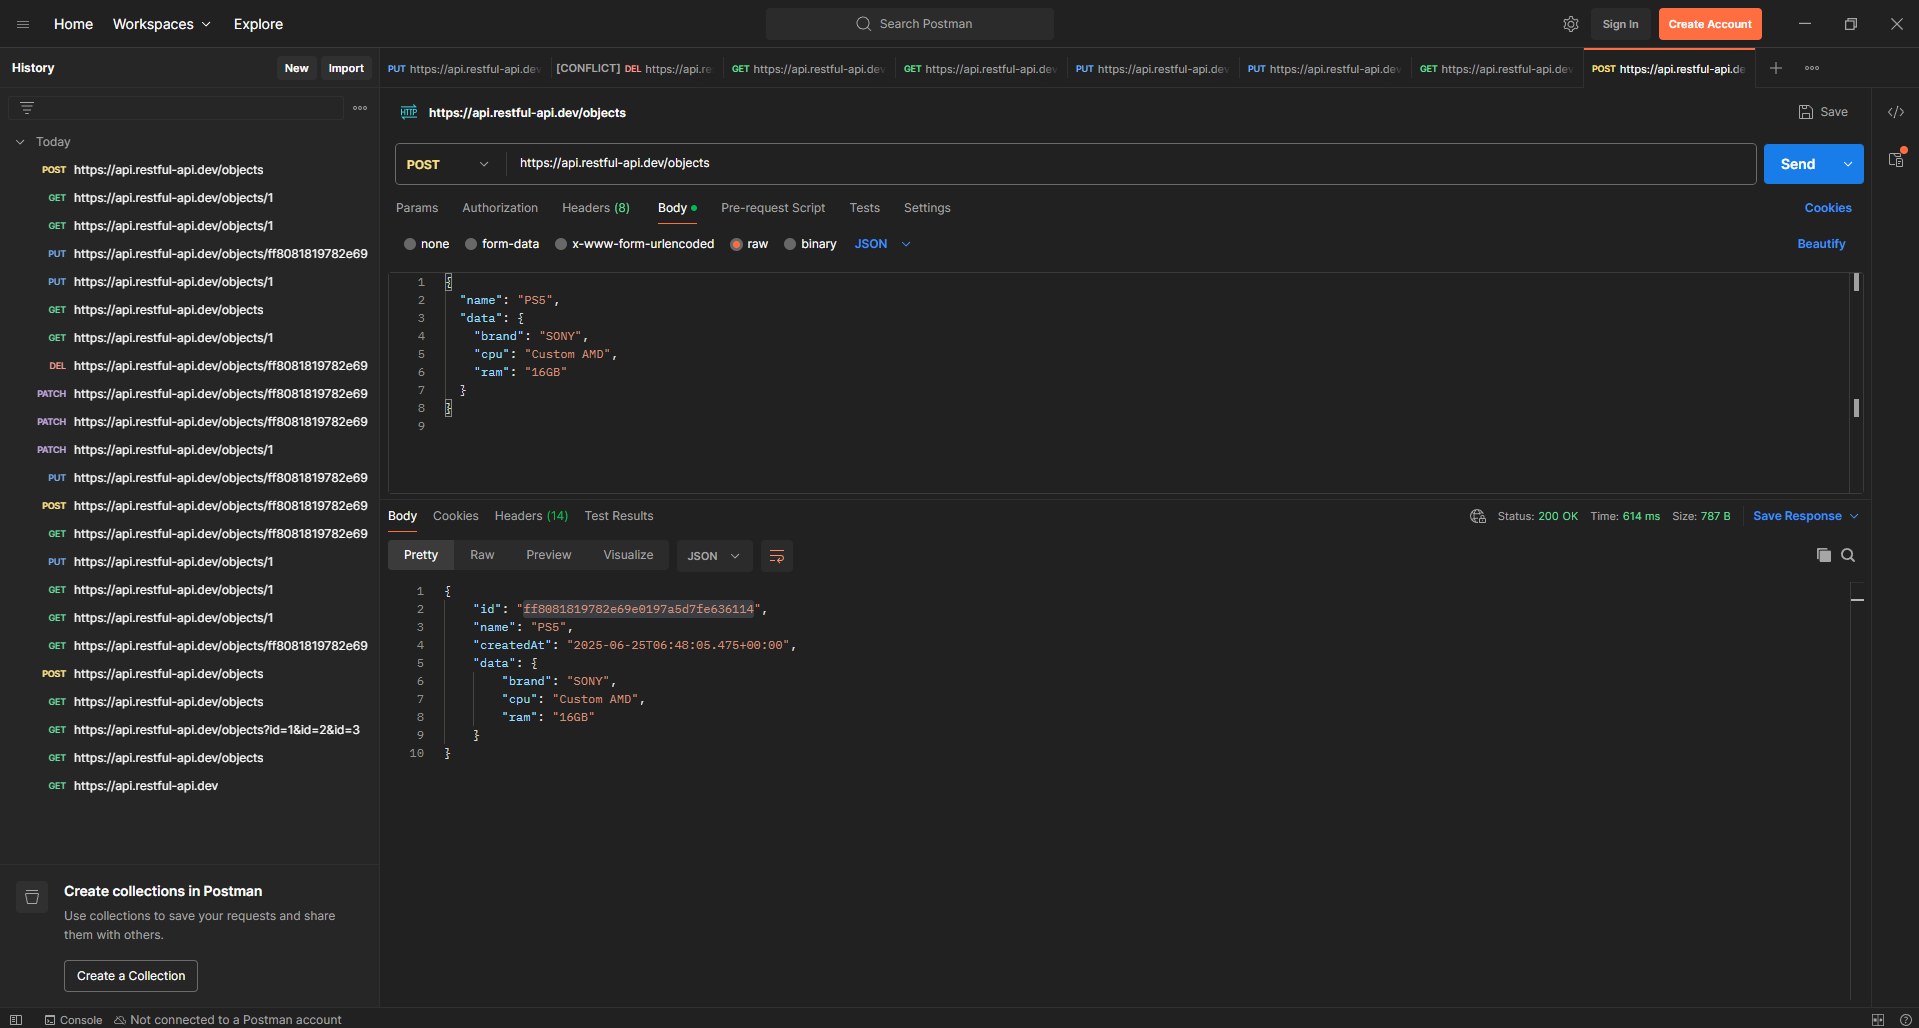 Home Workspaces Explore Search Postman Sign In Create Account
History New Import
PUT https://api.restful-api.dev [CONFLICT] DEL https://api.re GET https://api.restful-api.dev GET https://api.restful-api.dev PUT https://api.restful-api.dev PUT https://api.restful-api.dev GET https://api.restful-api.dev POST https://api.restful-api.de
Today
POST https://api.restful-api.dev/objects
GET https://api.restful-api.dev/objects/1
GET https://api.restful-api.dev/objects/1
PUT https://api.restful-api.dev/objects/ff8081819782e69
PUT https://api.restful-api.dev/objects/1
GET https://api.restful-api.dev/objects
GET https://api.restful-api.dev/objects/1
DEL https://api.restful-api.dev/objects/ff8081819782e69
PATCH https://api.restful-api.dev/objects/ff8081819782e69
PATCH https://api.restful-api.dev/objects/ff8081819782e69
PATCH https://api.restful-api.dev/objects/1
PUT https://api.restful-api.dev/objects/ff8081819782e69
POST https://api.restful-api.dev/objects/ff8081819782e69
GET https://api.restful-api.dev/objects/ff8081819782e69
PUT https://api.restful-api.dev/objects/1
GET https://api.restful-api.dev/objects/1
GET https://api.restful-api.dev/objects/1
GET https://api.restful-api.dev/objects/ff8081819782e69
POST https://api.restful-api.dev/objects
GET https://api.restful-api.dev/objects
GET https://api.restful-api.dev/objects?id=1&id=2&id=3
GET https://api.restful-api.dev/objects
GET https://api.restful-api.dev
Create collections in Postman
Use collections to save your requests and share
them with others.
Create a Collection
HTTP https://api.restful-api.dev/objects Save
POST https://api.restful-api.dev/objects Send
Params Authorization Headers (8) Body Pre-request Script Tests Settings Cookies
none form-data x-www-form-urlencoded raw binary JSON Beautify
1 {
2 "name": "PS5",
3 "data": {
4 "brand": "SONY",
5 "cpu": "Custom AMD",
6 "ram": "16GB"
7 }
8 }
9
Body Cookies Headers (14) Test Results Status: 200 OK Time: 614 ms Size: 787 B Save Response
Pretty Raw Preview Visualize JSON
1 {
2 "id": "ff8081819782e69e0197a5d7fe636114",
3 "name": "PS5",
4 "createdAt": "2025-06-25T06:48:05.475+00:00",
5 "data": {
6 "brand": "SONY",
7 "cpu": "Custom AMD",
8 "ram": "16GB"
9 }
10 }
Console Not connected to a Postman account